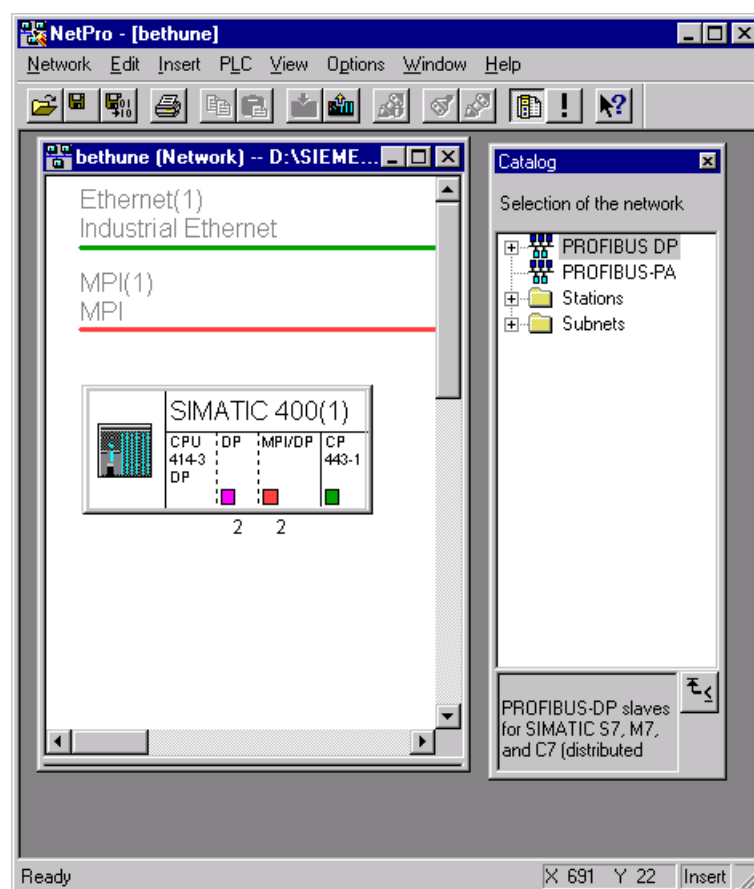 NetPro - [bethune]
Network Edit Insert PLC View Options Window Help
bethune (Network) -- D:\SIEME...
Ethernet(1)
Industrial Ethernet
MPI(1)
MPI
SIMATIC 400(1)
CPU DP MPI/DP CP
414-3 443-1
DP
2 2
Catalog
Selection of the network
PROFIBUS DP
PROFIBUS-PA
Stations
Subnets
PROFIBUS-DP slaves
for SIMATIC S7, M7,
and C7 (distributed
Ready X 691 Y 22 Insert